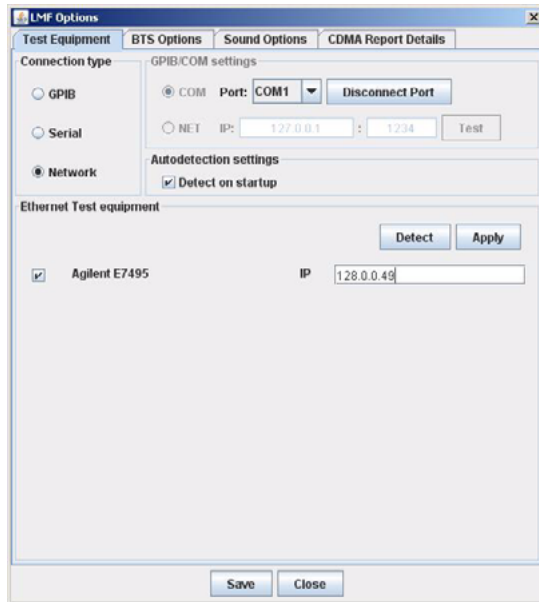 LMF Options
Test Equipment BTS Options Sound Options CDMA Report Details
Connection type
GPIB
Serial
Network
GPIB/COM settings
COM Port: COM1 Disconnect Port
NET IP: 127.0.0.1 : 1234 Test
Autodetection settings
Detect on startup
Ethernet Test equipment
Detect Apply
Agilent E7495 IP 128.0.0.49
Save Close